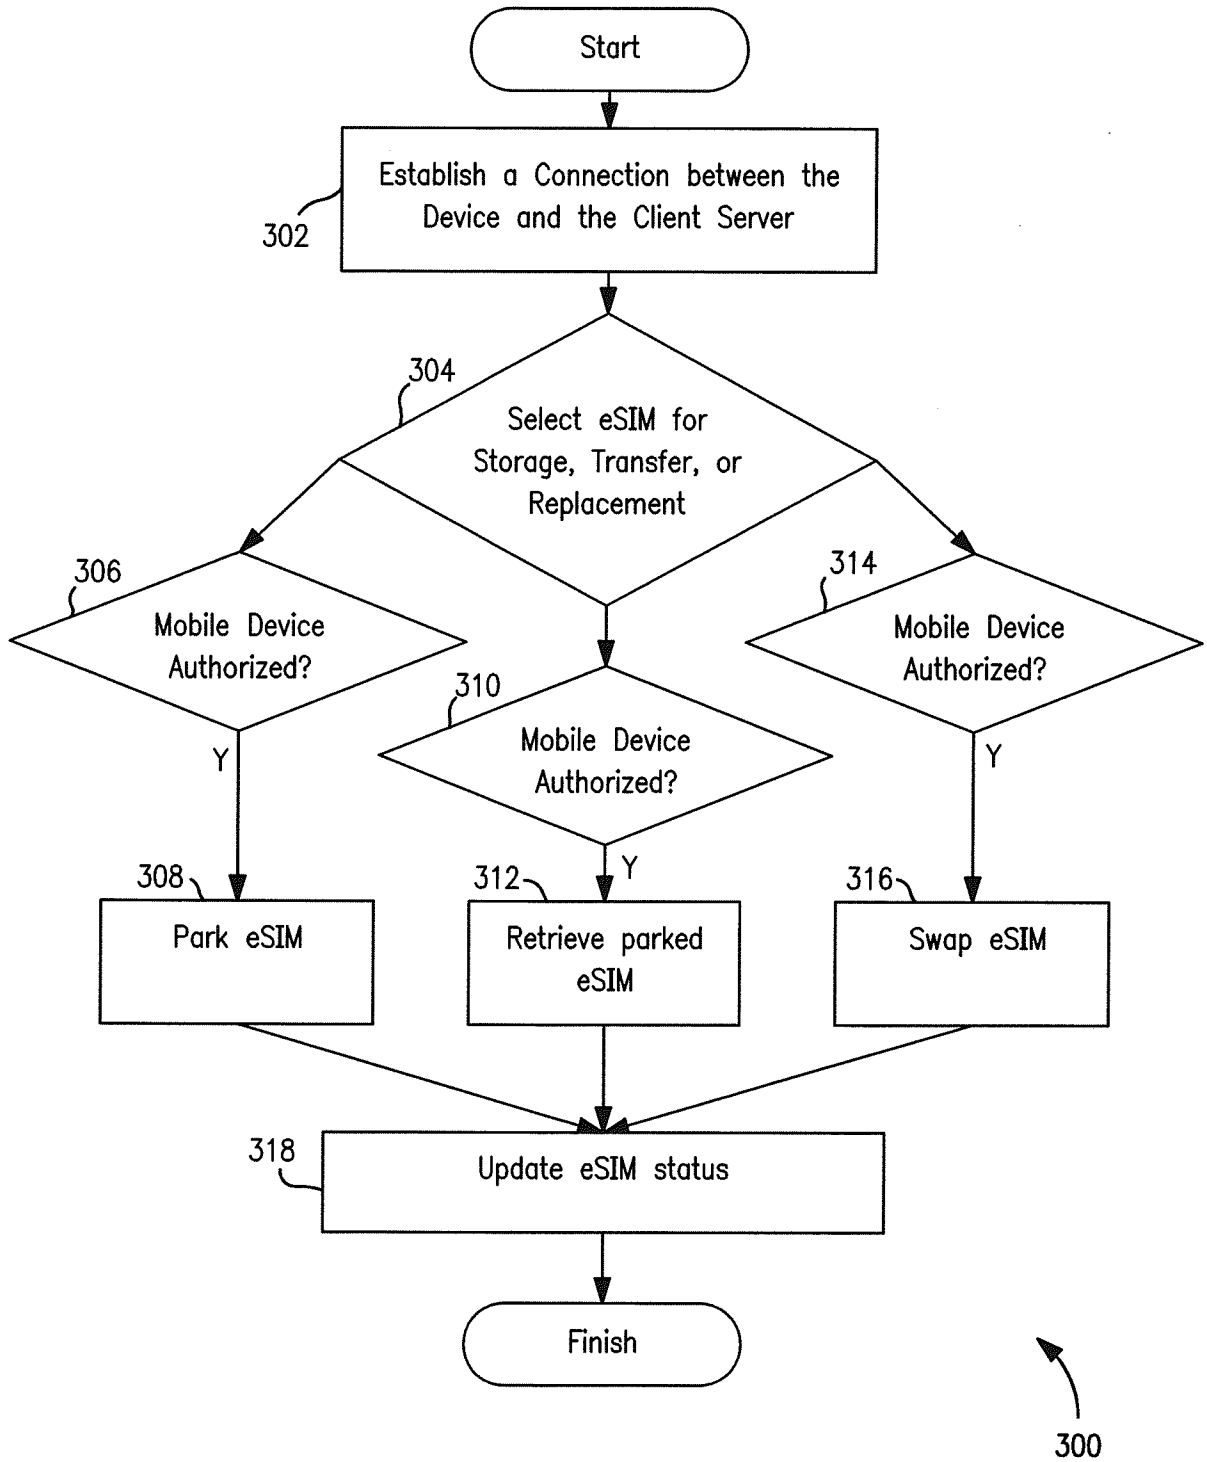 Start
Establish a Connection between the
Device and the Client Server
302
304
Select eSIM for
Storage, Transfer, or
Replacement
306
Mobile Device
Authorized?
Y
310
Mobile Device
Authorized?
Y
314
Mobile Device
Authorized?
Y
308
Park eSIM
312
Retrieve parked
eSIM
316
Swap eSIM
318
Update eSIM status
Finish
300